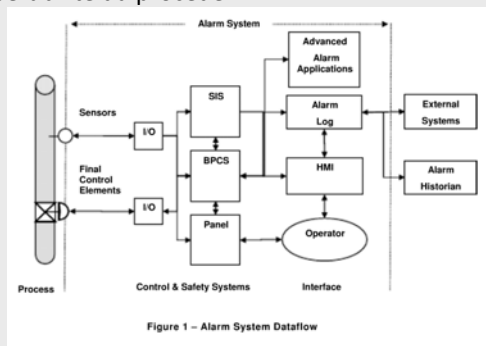 Alarm System
Advanced
Alarm
Applications
Sensors
SIS
Alarm
Log
External
Systems
I/O
Final
Control
Elements
BPCS
HMI
Alarm
Historian
I/O
Panel
Operator
Process
Control & Safety Systems
Interface
Figure 1 – Alarm System Dataflow